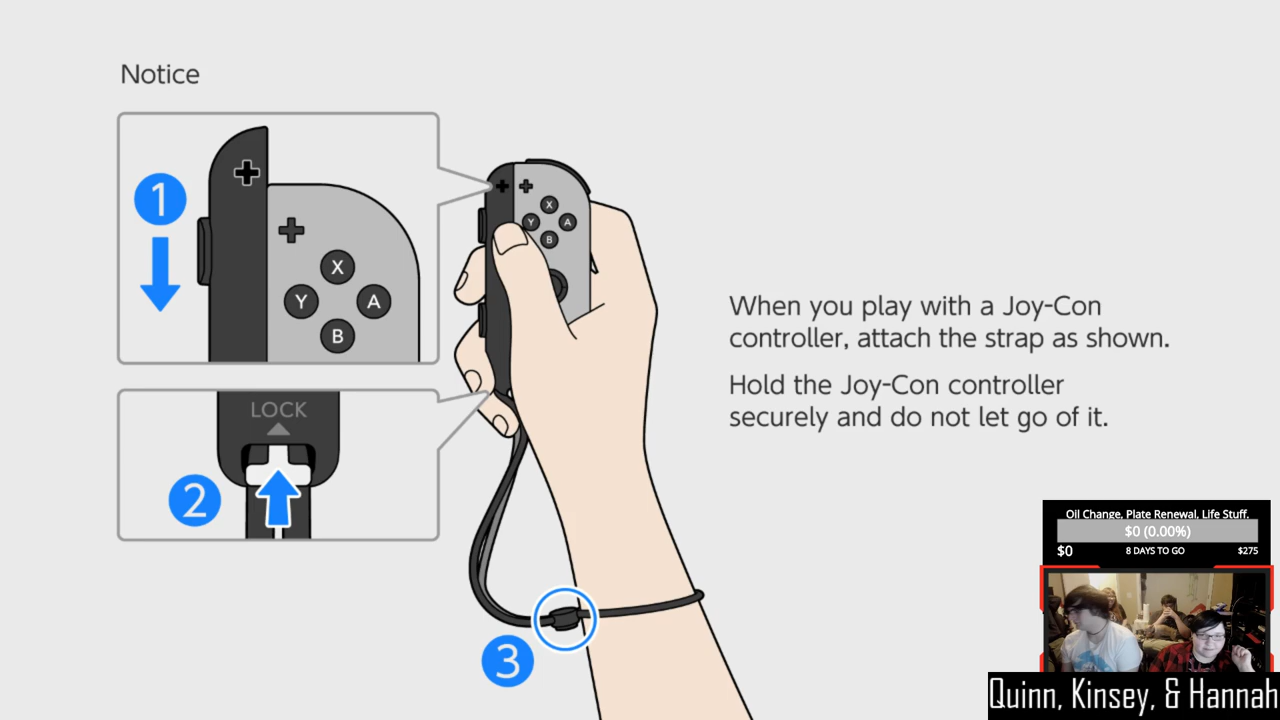 Notice
1
X
Y
A
B
LOCK
2
X
Y
A
B
3
When you play with a Joy-Con
controller, attach the strap as shown.
Hold the Joy-Con controller
securely and do not let go of it.
Oil Change, Plate Renewal, Life Stuff.
$0 (0.00%)
$0 8 DAYS TO GO $275
Quinn, Kinsey, & Hannah